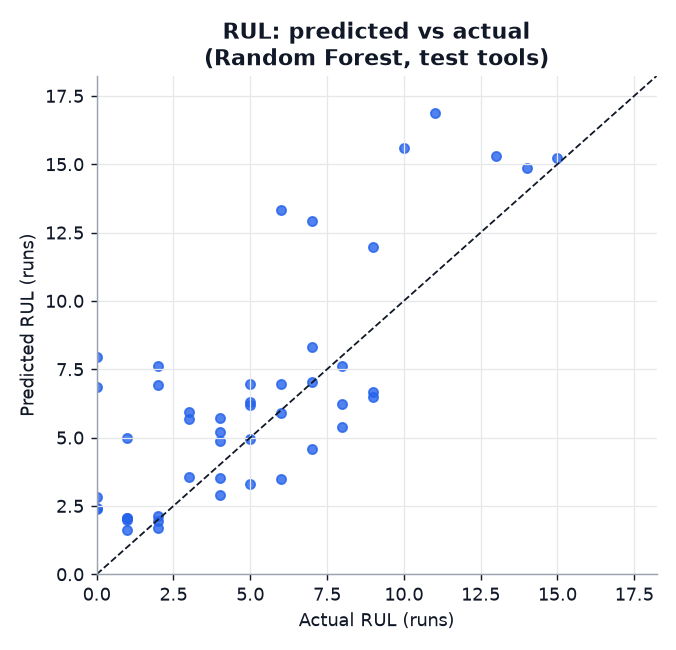 RUL: predicted vs actual
(Random Forest, test tools)
17.5
15.0
12.5
10.0
7.5
5.0
2.5
0.0
Predicted RUL (runs)
0.0 2.5 5.0 7.5 10.0 12.5 15.0 17.5
Actual RUL (runs)